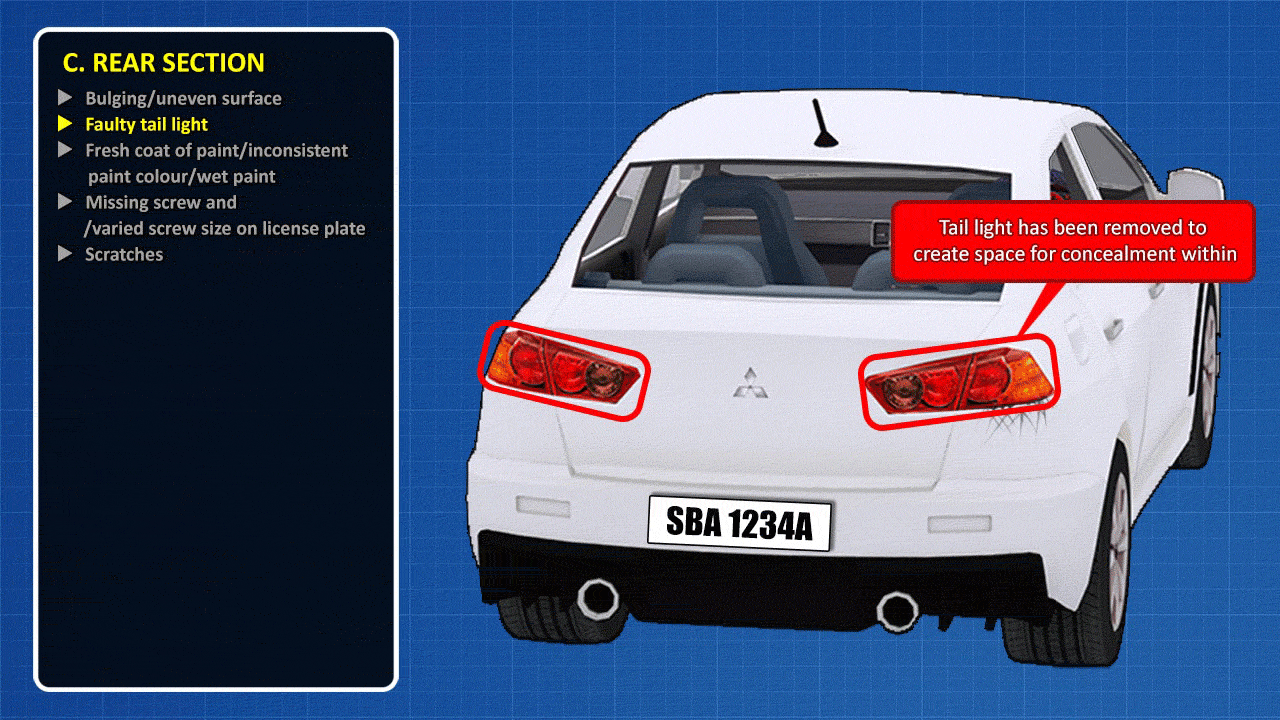 C. REAR SECTION
Bulging/uneven surface
Faulty tail light
Fresh coat of paint/inconsistent
paint colour/wet paint
Missing screw and
/varied screw size on license plate
Scratches
Tail light has been removed to
create space for concealment within
SBA 1234A